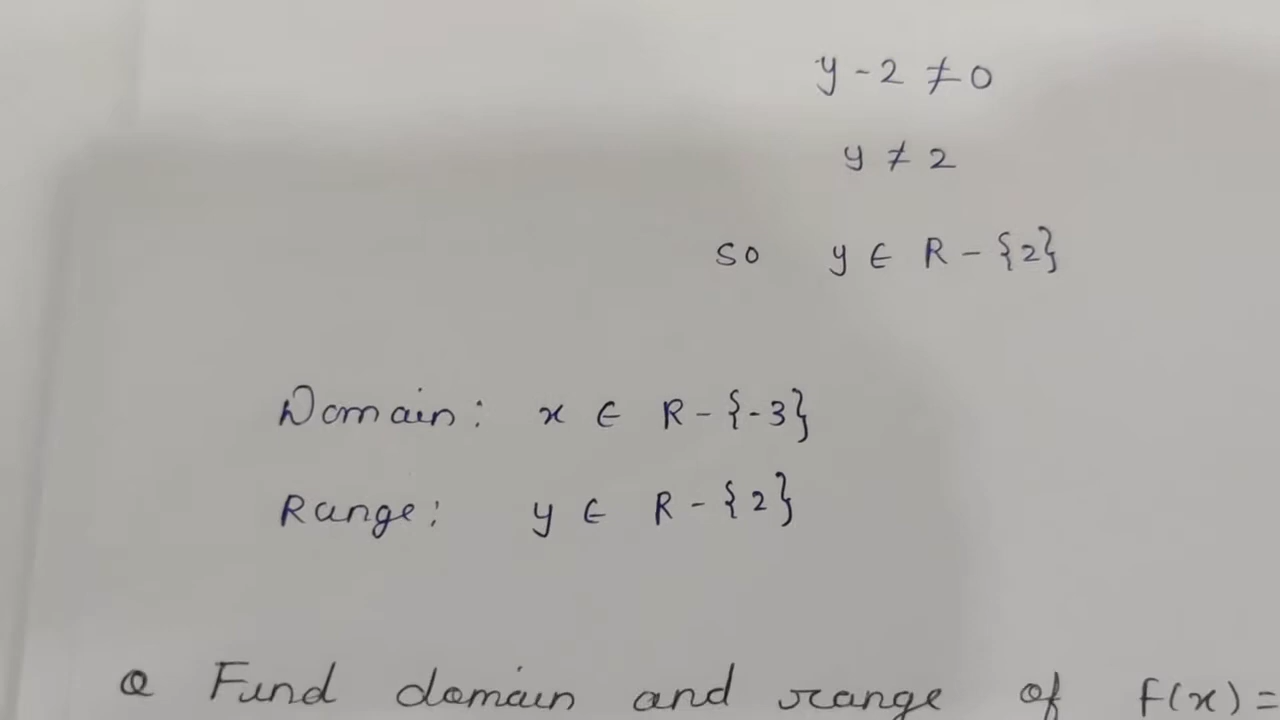 y - 2 ≠ 0
y ≠ 2
so y ∈ R - {2}
Domain: x ∈ R - {-3}
Range: y ∈ R - {2}
Q Find domain and range of f(x) =